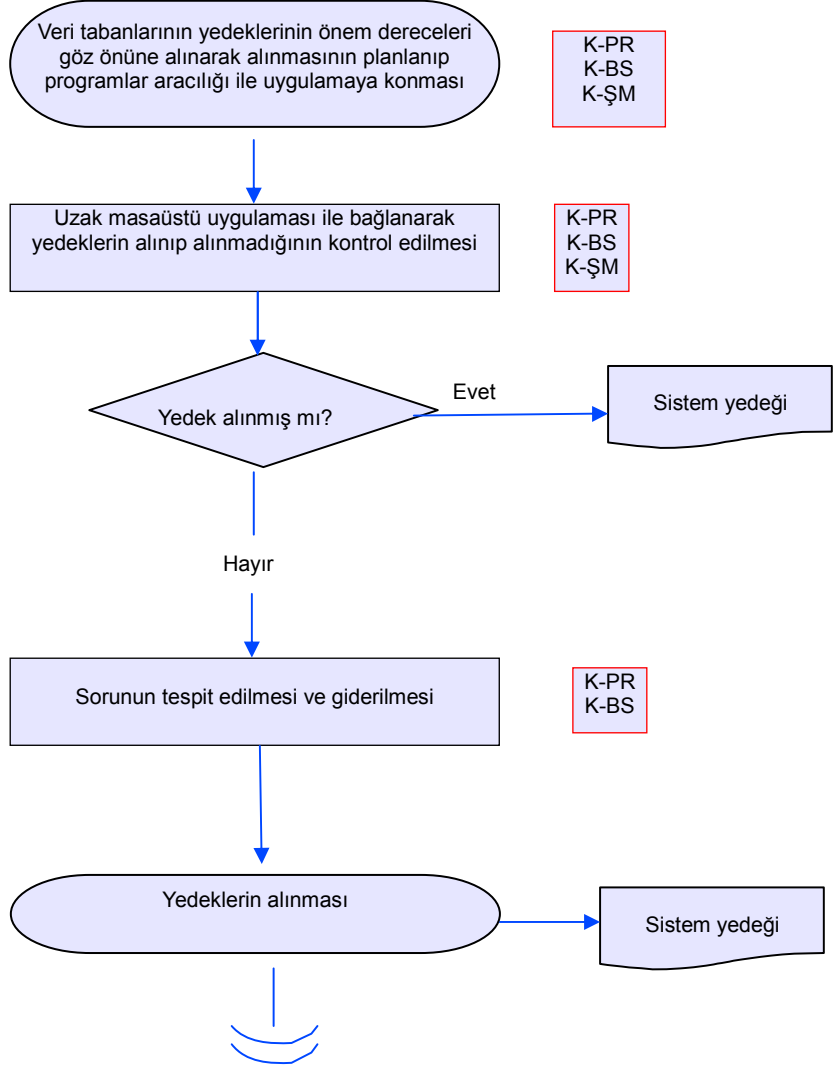 Veri tabanlarının yedeklerinin önem dereceleri
göz önüne alınarak alınmasının planlanıp
programlar aracılığı ile uygulamaya konması
K-PR
K-BS
K-ŞM
Uzak masaüstü uygulaması ile bağlanarak
yedeklerin alınıp alınmadığının kontrol edilmesi
K-PR
K-BS
K-ŞM
Yedek alınmış mı?
Evet
Sistem yedeği
Hayır
Sorunun tespit edilmesi ve giderilmesi
K-PR
K-BS
Yedeklerin alınması
Sistem yedeği